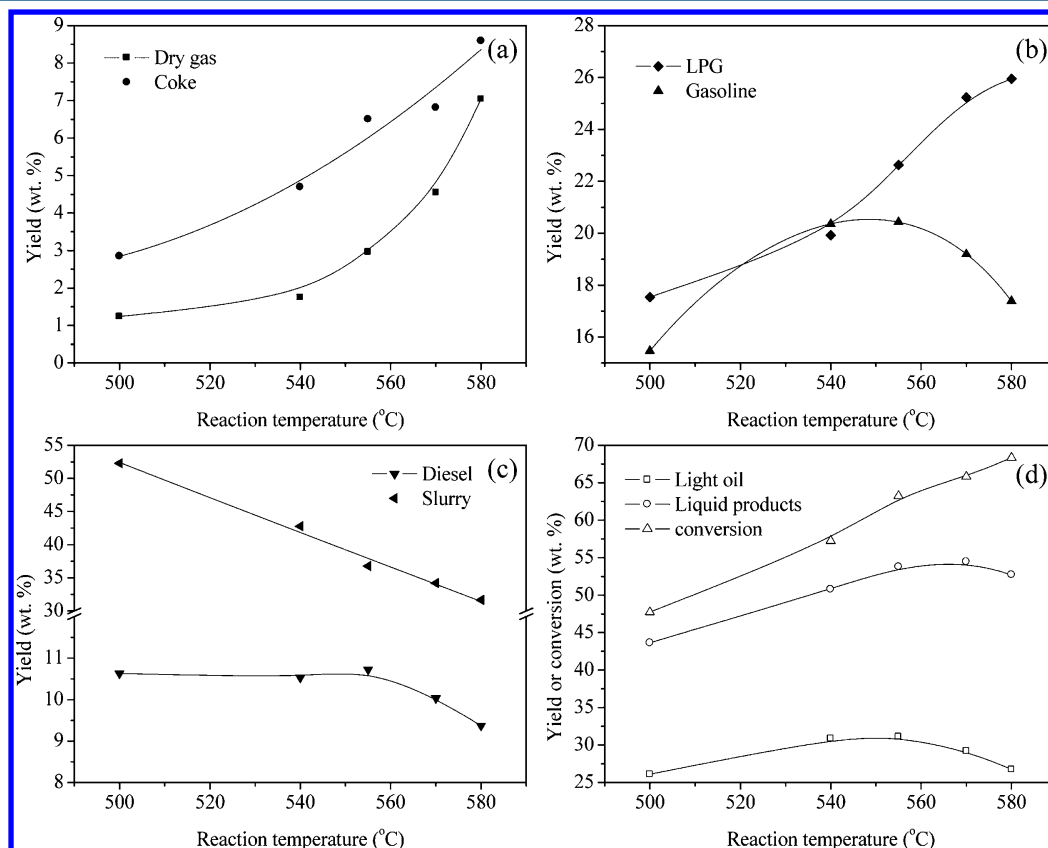 (a)
Dry gas
Coke
9
8
7
6
5
4
3
2
1
0
Yield (wt. %)
500 520 540 560 580
Reaction temperature (°C)
(b)
LPG
Gasoline
28
26
24
22
20
18
16
Yield (wt. %)
500 520 540 560 580
Reaction temperature (°C)
(c)
Diesel
Slurry
55
50
45
40
35
30
11
10
9
8
Yield (wt. %)
500 520 540 560 580
Reaction temperature (°C)
(d)
Light oil
Liquid products
conversion
70
65
60
55
50
45
40
35
30
25
Yield or conversion (wt. %)
500 520 540 560 580
Reaction temperature (°C)